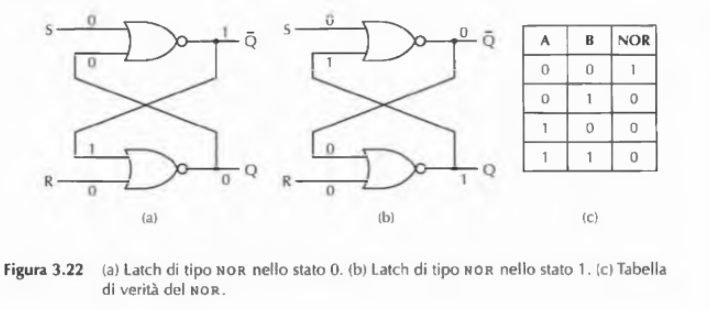 S 0 1 Q̄
0
1
R 0 0 Q
(a)
S 0 0 Q̄
1
0
R 0 1 Q
(b)
A B NOR
0 0 1
0 1 0
1 0 0
1 1 0
(c)
Figura 3.22 (a) Latch di tipo NOR nello stato 0. (b) Latch di tipo NOR nello stato 1. (c) Tabella
di verità del NOR.